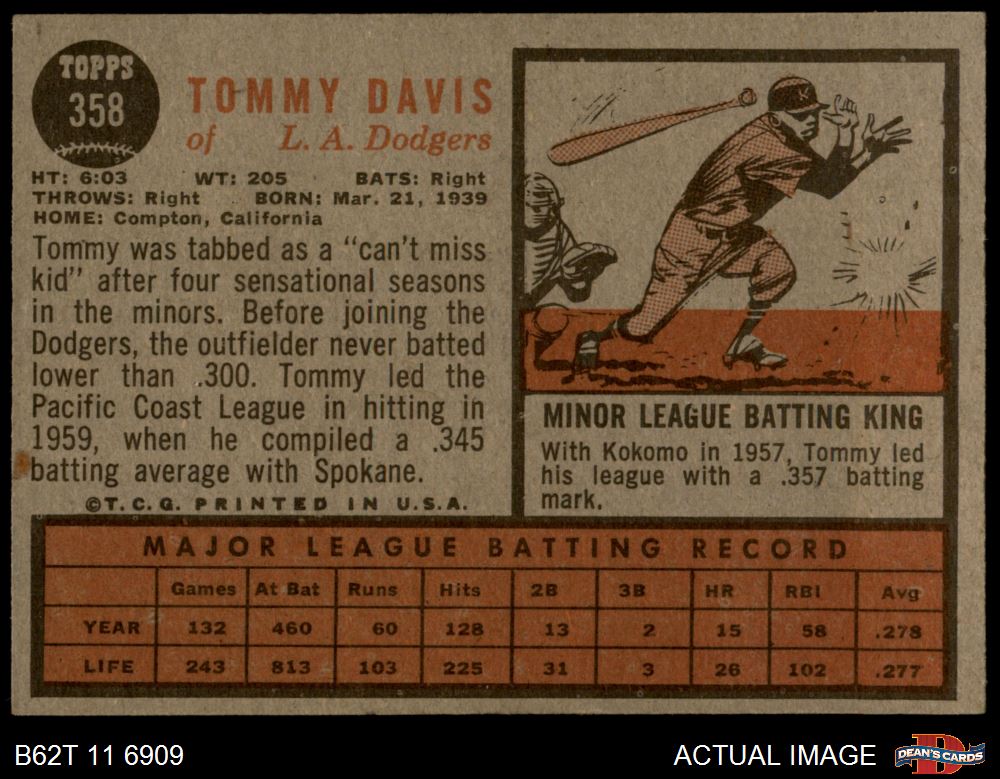 TOPPS
358
TOMMY DAVIS
of L. A. Dodgers
HT: 6:03 WT: 205 BATS: Right
THROWS: Right BORN: Mar. 21, 1939
HOME: Compton, California
Tommy was tabbed as a "can't miss
kid" after four sensational seasons
in the minors. Before joining the
Dodgers, the outfielder never batted
lower than .300. Tommy led the
Pacific Coast League in hitting in
1959, when he compiled a .345
batting average with Spokane.
©T.C.G. PRINTED IN U.S.A.
K
MINOR LEAGUE BATTING KING
With Kokomo in 1957, Tommy led
his league with a .357 batting
mark.
MAJOR LEAGUE BATTING RECORD
Games At Bat Runs Hits 2B 3B HR RBI Avg
YEAR 132 460 60 128 13 2 15 58 .278
LIFE 243 813 103 225 31 3 26 102 .277
B62T 11 6909
ACTUAL IMAGE
DEAN'S CARDS